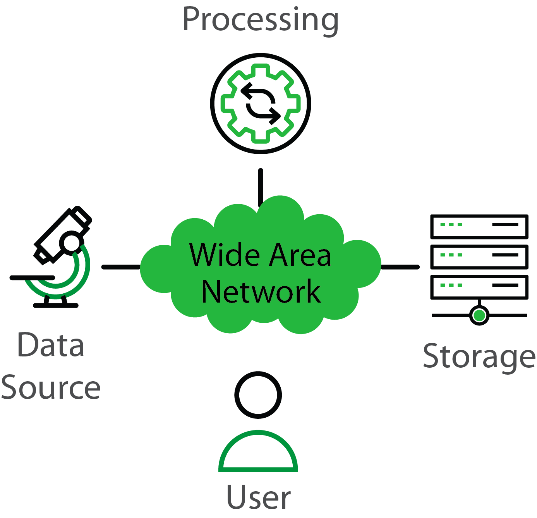 Processing
Wide Area
Network
Data
Source
Storage
User